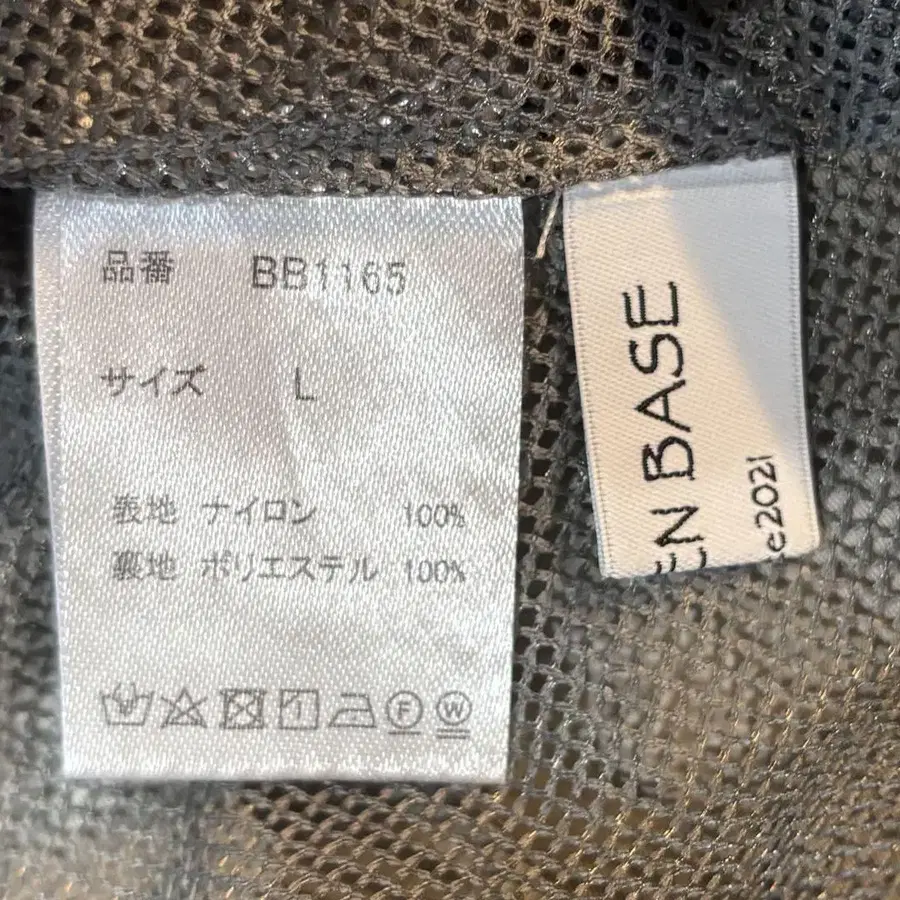 品番 BB1165
サイズ L
表地 ナイロン 100%
裏地 ポリエステル 100%
F W
EN BASE
e2021